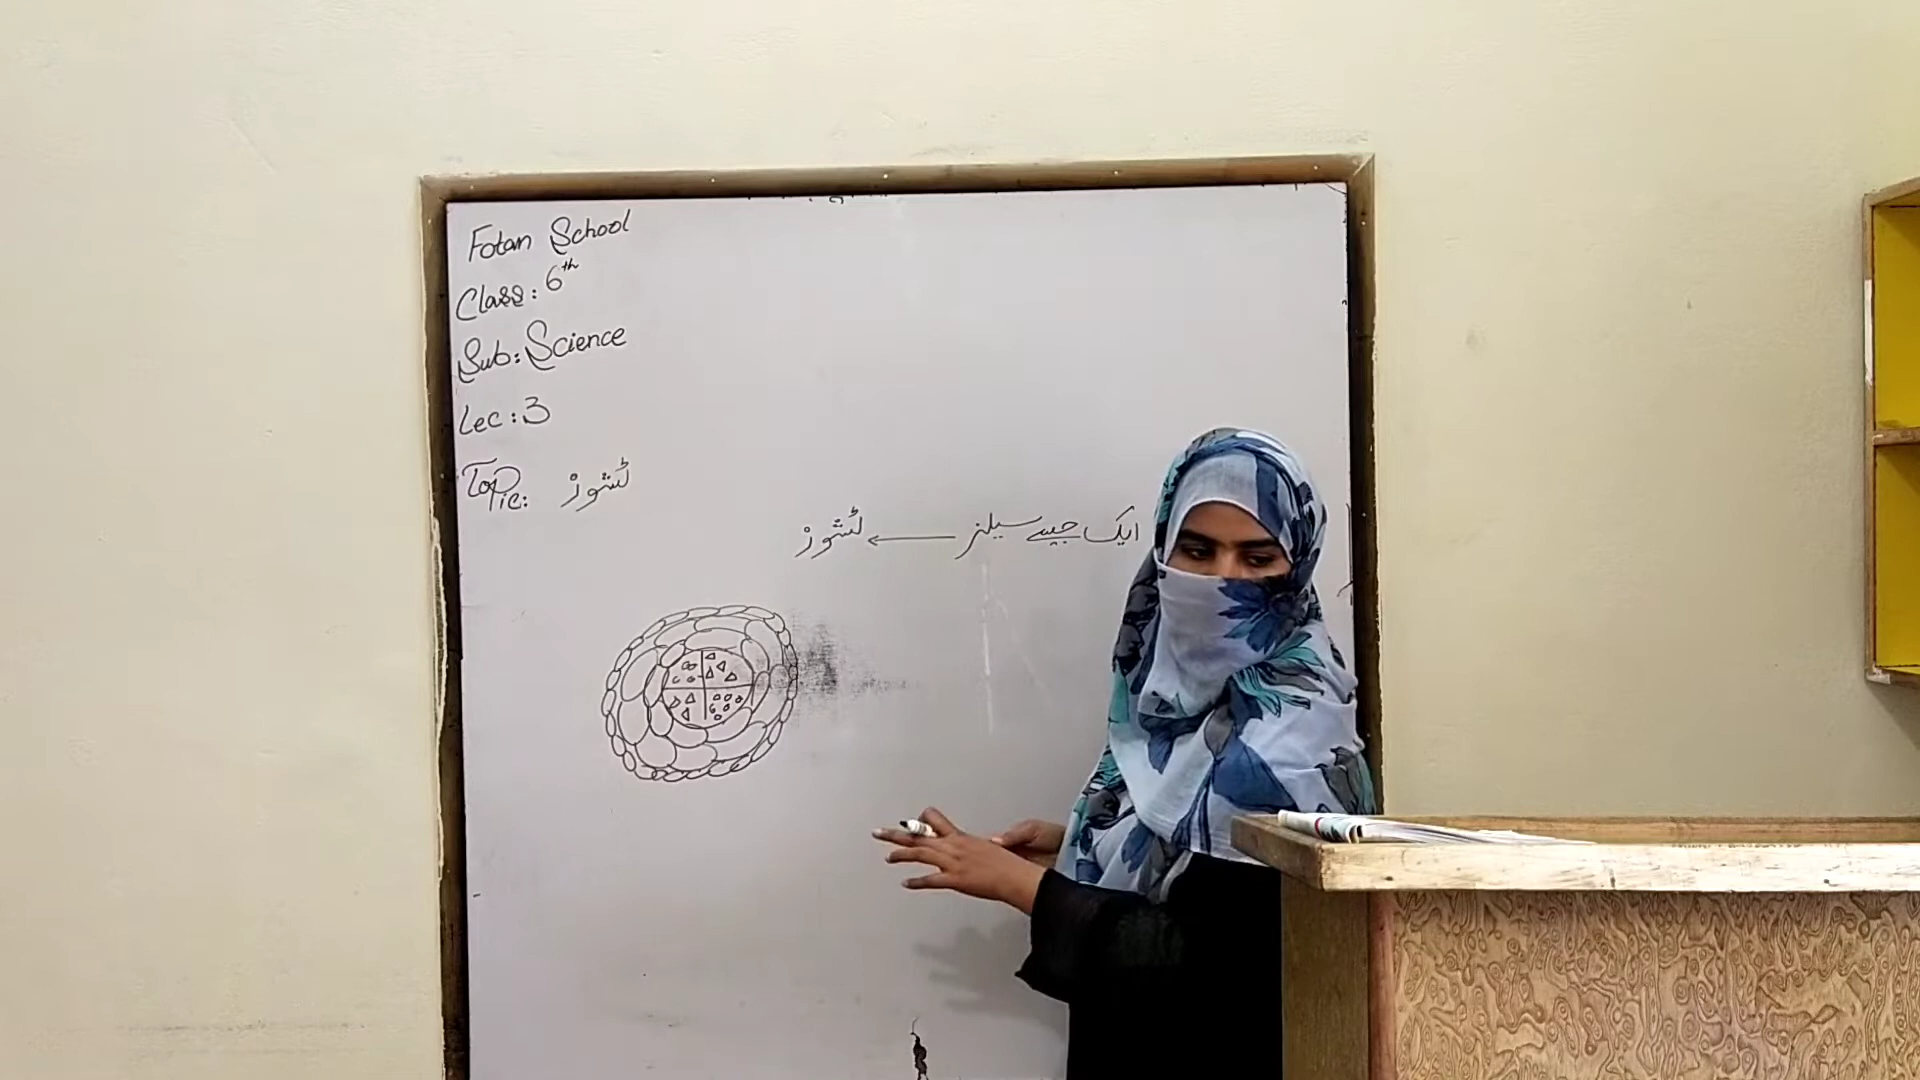 Fotan School
Class: 6th
Sub: Science
Lec: 3
Topic: ٹشوز
ایک جیسے سیلز ← ٹشوز